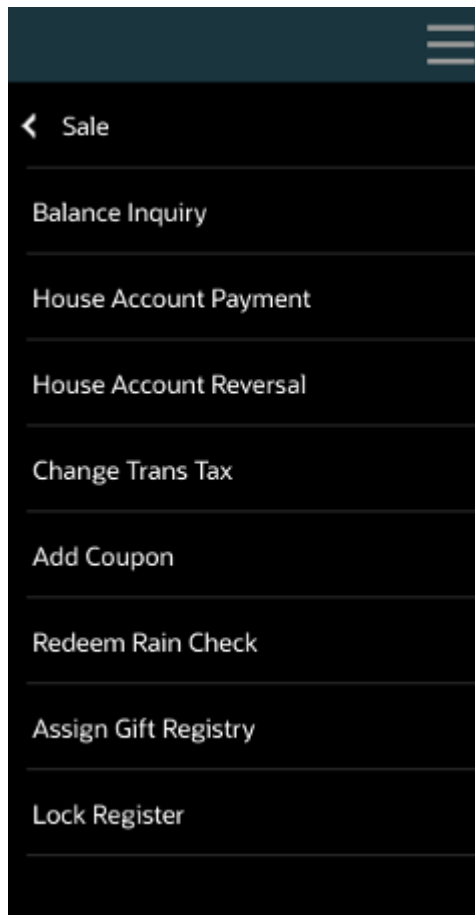 Sale
Balance Inquiry
House Account Payment
House Account Reversal
Change Trans Tax
Add Coupon
Redeem Rain Check
Assign Gift Registry
Lock Register